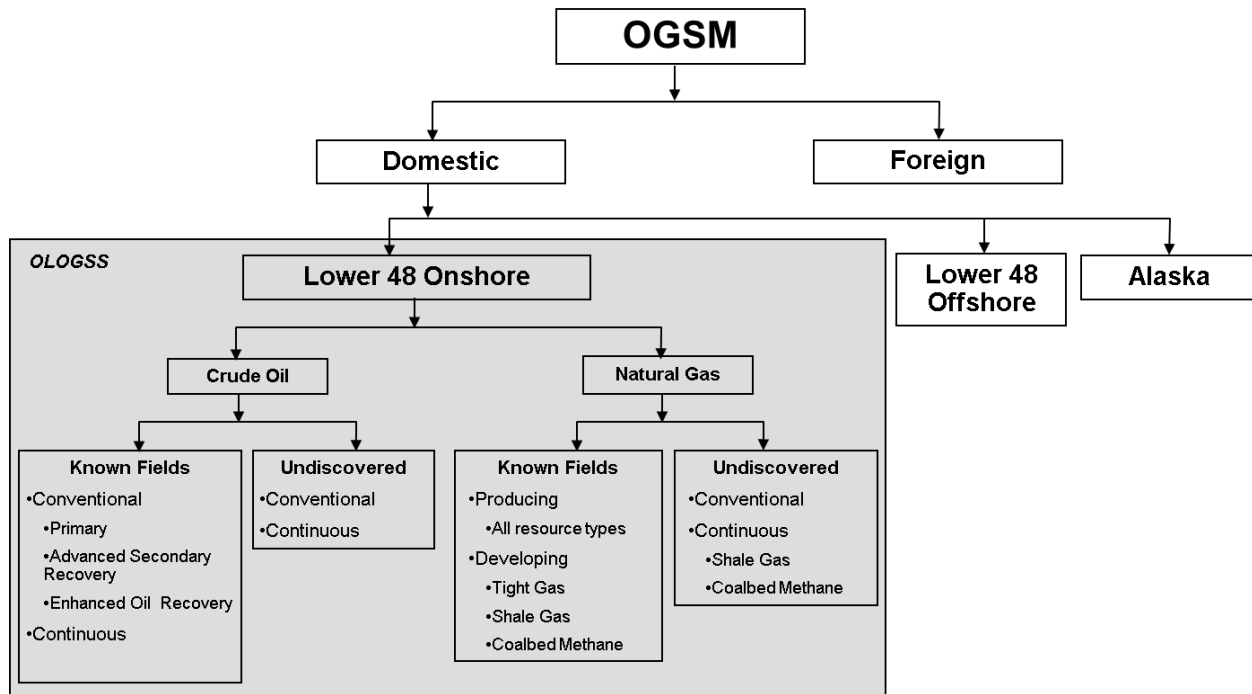 OGSM
Domestic
Foreign
OLOGSS
Lower 48 Onshore
Lower 48
Offshore
Alaska
Crude Oil
Natural Gas
Known Fields
•Conventional
•Primary
•Advanced Secondary
Recovery
•Enhanced Oil Recovery
•Continuous
Undiscovered
•Conventional
•Continuous
Known Fields
•Producing
•All resource types
•Developing
•Tight Gas
•Shale Gas
•Coalbed Methane
Undiscovered
•Conventional
•Continuous
•Shale Gas
•Coalbed Methane